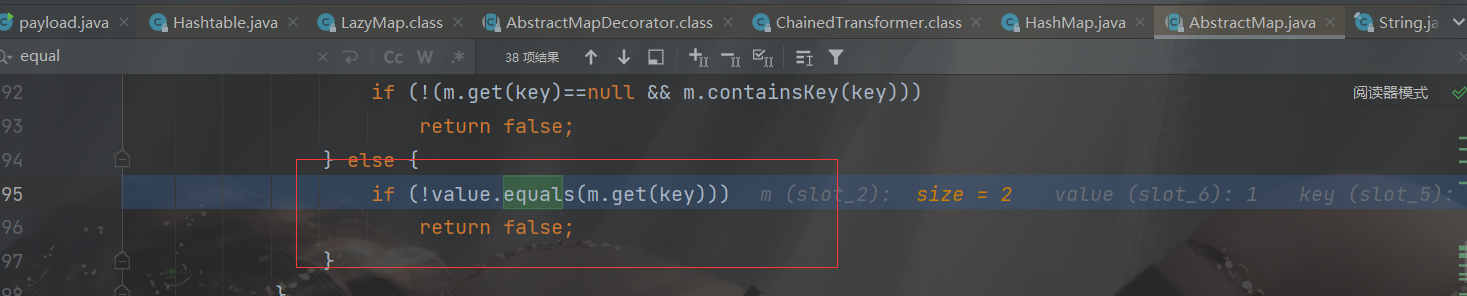 payload.java Hashtable.java LazyMap.class AbstractMapDecorator.class ChainedTransformer.class HashMap.java AbstractMap.java String.ja
equal Cc W .* 38 项结果
92 if (!(m.get(key)==null && m.containsKey(key))) 阅读器模式
93 return false;
94 } else {
95 if (!value.equals(m.get(key))) m (slot_2): size = 2 value (slot_6): 1 key (slot_5):
96 return false;
97 }
98 }